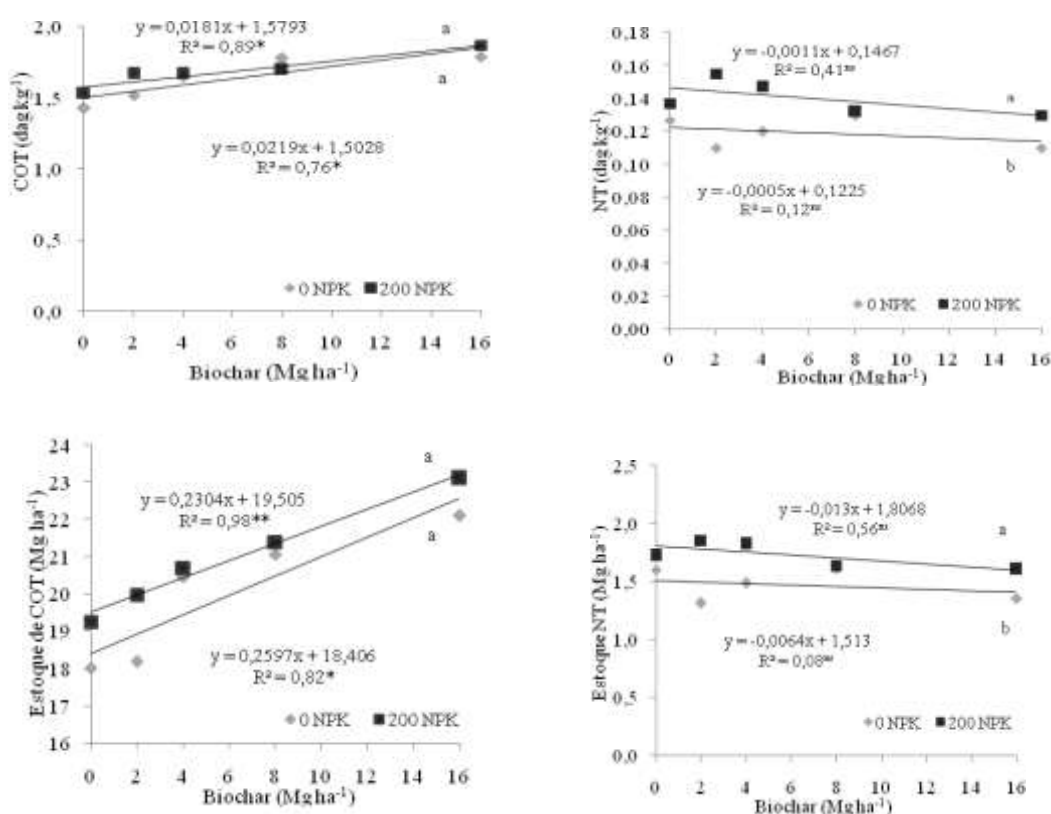 2,0
1,5
1,0
0,5
0,0
COT (dag kg⁻¹)
y = 0,0181x + 1,5793
R² = 0,89*
a
a
y = 0,0219x + 1,5028
R² = 0,76*
0 NPK 200 NPK
0 2 4 6 8 10 12 14 16
Biochar (Mg ha⁻¹)
0,18
0,16
0,14
0,12
0,10
0,08
0,06
0,04
0,02
0,00
NT (dag kg⁻¹)
y = -0,0011x + 0,1467
R² = 0,41ⁿˢ
a
b
y = -0,0005x + 0,1225
R² = 0,12ⁿˢ
0 NPK 200 NPK
0 2 4 6 8 10 12 14 16
Biochar (Mg ha⁻¹)
24
23
22
21
20
19
18
17
16
Estoque de COT (Mg ha⁻¹)
y = 0,2304x + 19,505
R² = 0,98**
a
a
y = 0,2597x + 18,406
R² = 0,82*
0 NPK 200 NPK
0 2 4 6 8 10 12 14 16
Biochar (Mg ha⁻¹)
2,5
2,0
1,5
1,0
0,5
0,0
Estoque NT (Mg ha⁻¹)
y = -0,013x + 1,8068
R² = 0,56ⁿˢ
a
b
y = -0,0064x + 1,513
R² = 0,08ⁿˢ
0 NPK 200 NPK
0 2 4 6 8 10 12 14 16
Biochar (Mg ha⁻¹)